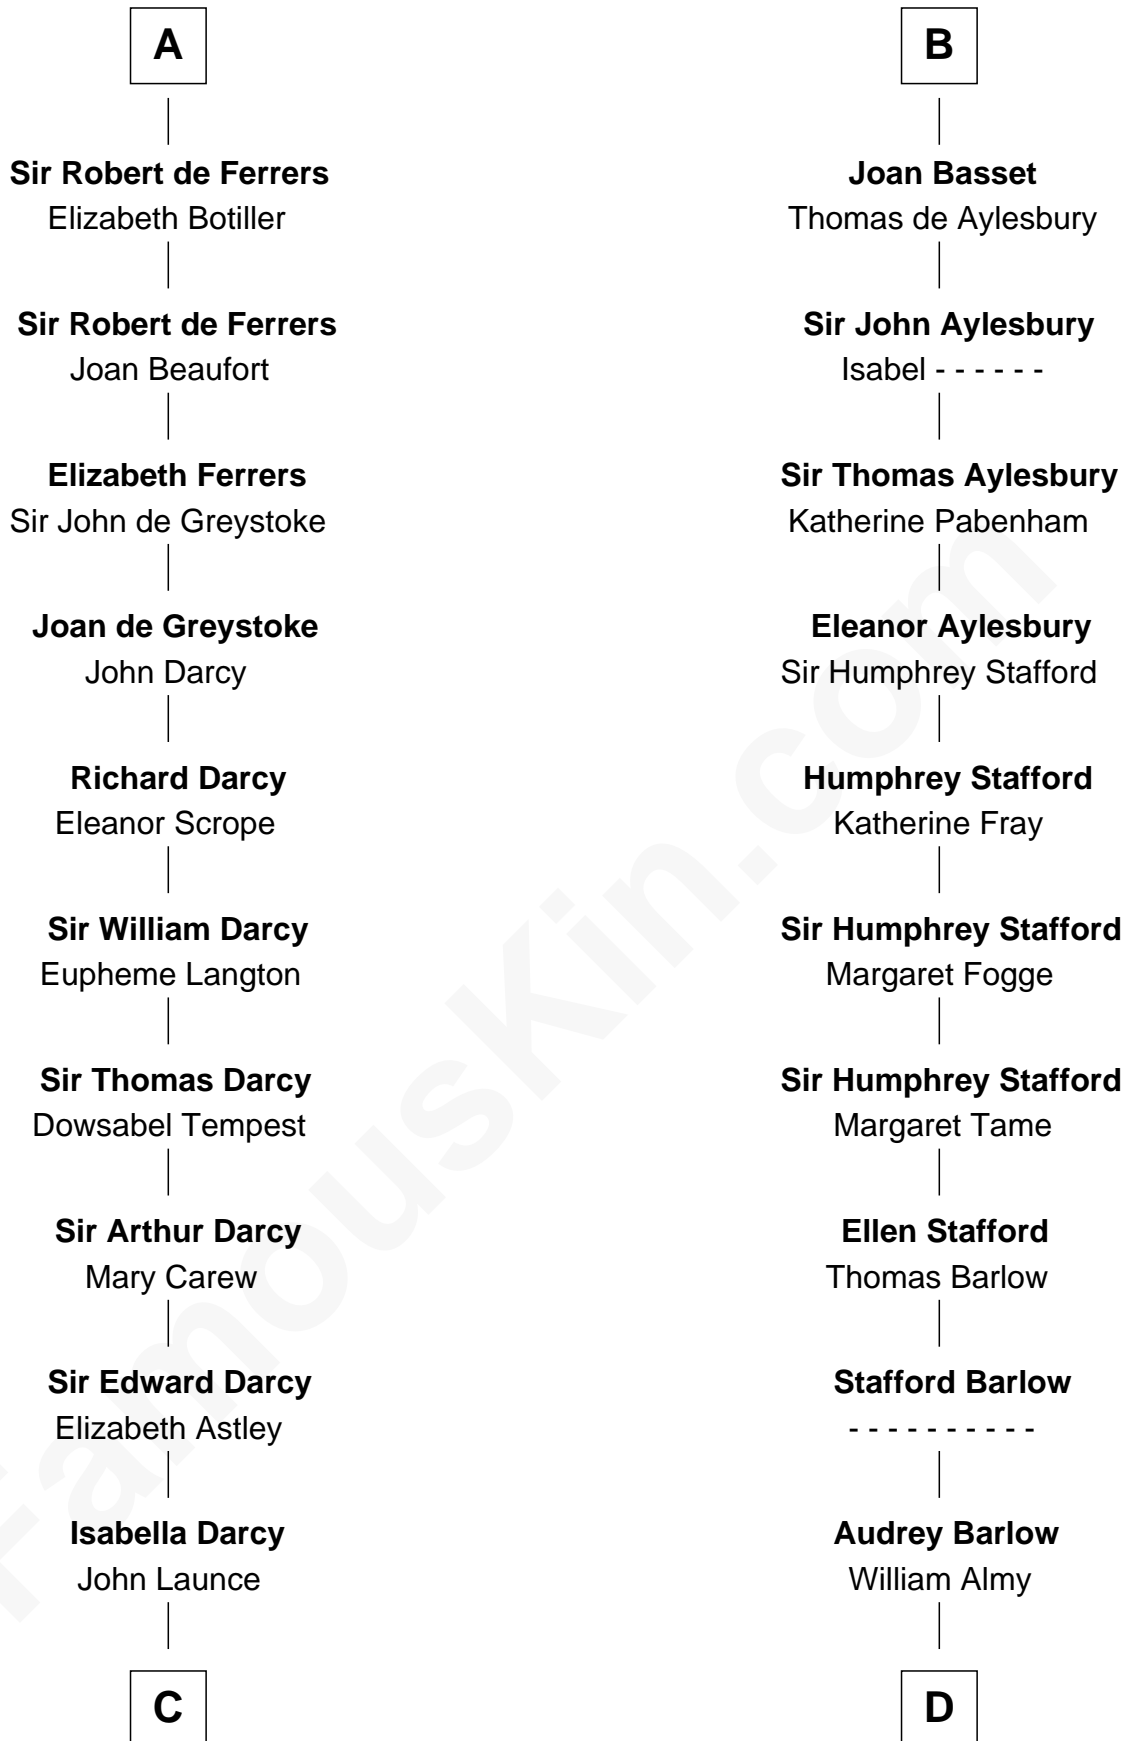 A
Sir Robert de Ferrers
Elizabeth Botiller
Sir Robert de Ferrers
Joan Beaufort
Elizabeth Ferrers
Sir John de Greystoke
Joan de Greystoke
John Darcy
Richard Darcy
Eleanor Scrope
Sir William Darcy
Eupheme Langton
Sir Thomas Darcy
Dowsabel Tempest
Sir Arthur Darcy
Mary Carew
Sir Edward Darcy
Elizabeth Astley
Isabella Darcy
John Launce
C
B
Joan Basset
Thomas de Aylesbury
Sir John Aylesbury
Isabel - - - - - -
Sir Thomas Aylesbury
Katherine Pabenham
Eleanor Aylesbury
Sir Humphrey Stafford
Humphrey Stafford
Katherine Fray
Sir Humphrey Stafford
Margaret Fogge
Sir Humphrey Stafford
Margaret Tame
Ellen Stafford
Thomas Barlow
Stafford Barlow
- - - - - - - - - -
Audrey Barlow
William Almy
D
FamousKin.com